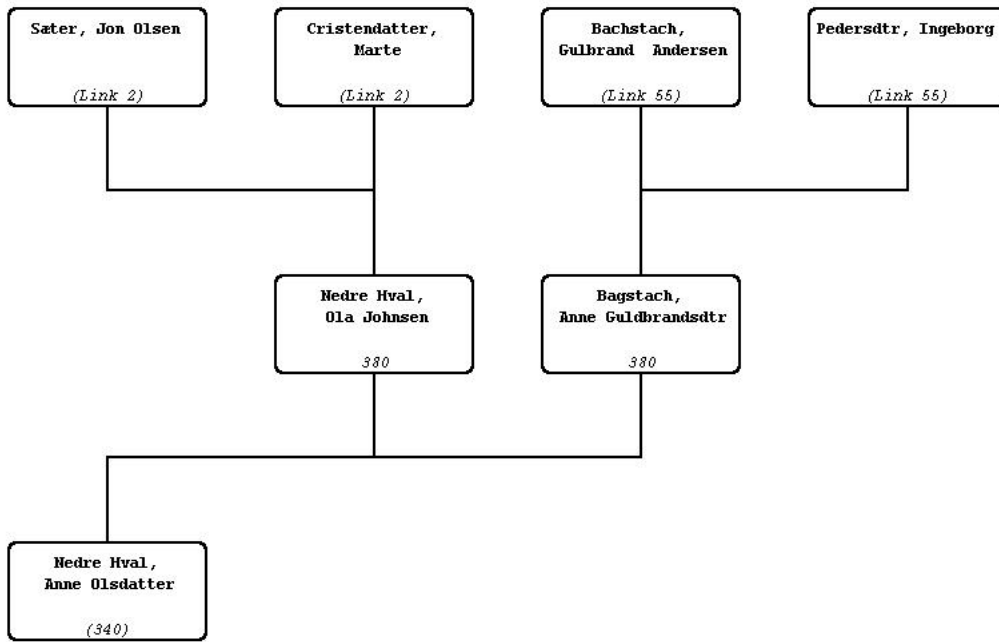 Sæter, Jon Olsen
(Link 2)
Cristendatter,
Marte
(Link 2)
Bachstach,
Gulbrand  Andersen
(Link 55)
Pedersdtr, Ingeborg
(Link 55)
Nedre Hval,
Ola Johnsen
380
Bagstach,
Anne Guldbrandsdtr
380
Nedre Hval,
Anne Olsdatter
(340)